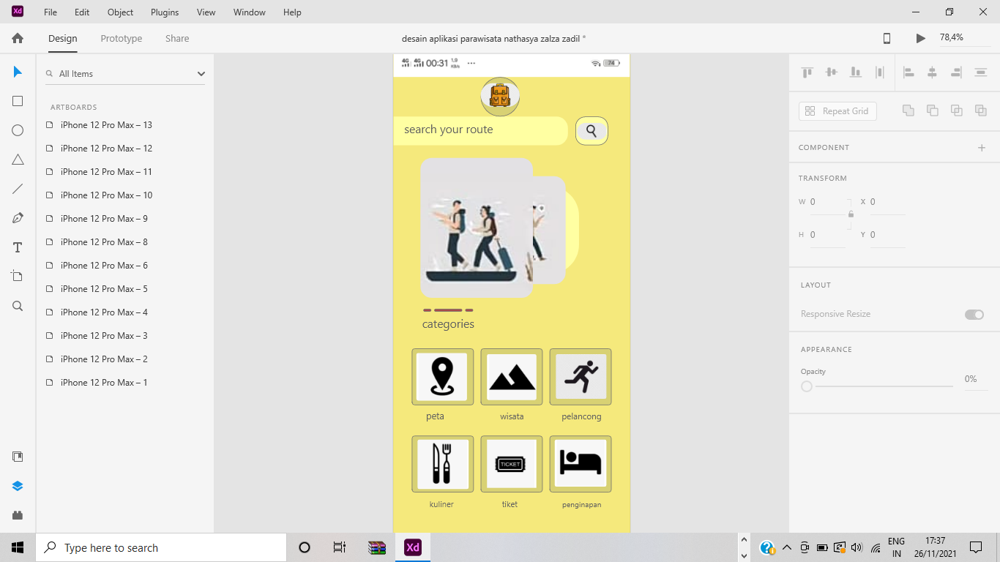 Xd File Edit Object Plugins View Window Help
Design Prototype Share desain aplikasi parawisata nathasya zalza zadil * 78,4%
All Items
ARTBOARDS
iPhone 12 Pro Max – 13
iPhone 12 Pro Max – 12
iPhone 12 Pro Max – 11
iPhone 12 Pro Max – 10
iPhone 12 Pro Max – 9
iPhone 12 Pro Max – 8
iPhone 12 Pro Max – 6
iPhone 12 Pro Max – 5
iPhone 12 Pro Max – 4
iPhone 12 Pro Max – 3
iPhone 12 Pro Max – 2
iPhone 12 Pro Max – 1
4G 4G 00:31 1.9 KB/s ... 74
search your route
categories
peta wisata pelancong
TICKET
kuliner tiket penginapan
Repeat Grid
COMPONENT
TRANSFORM
W 0 X 0
H 0 Y 0
LAYOUT
Responsive Resize
APPEARANCE
Opacity
0%
Type here to search
Xd
ENG
IN
17:37
26/11/2021